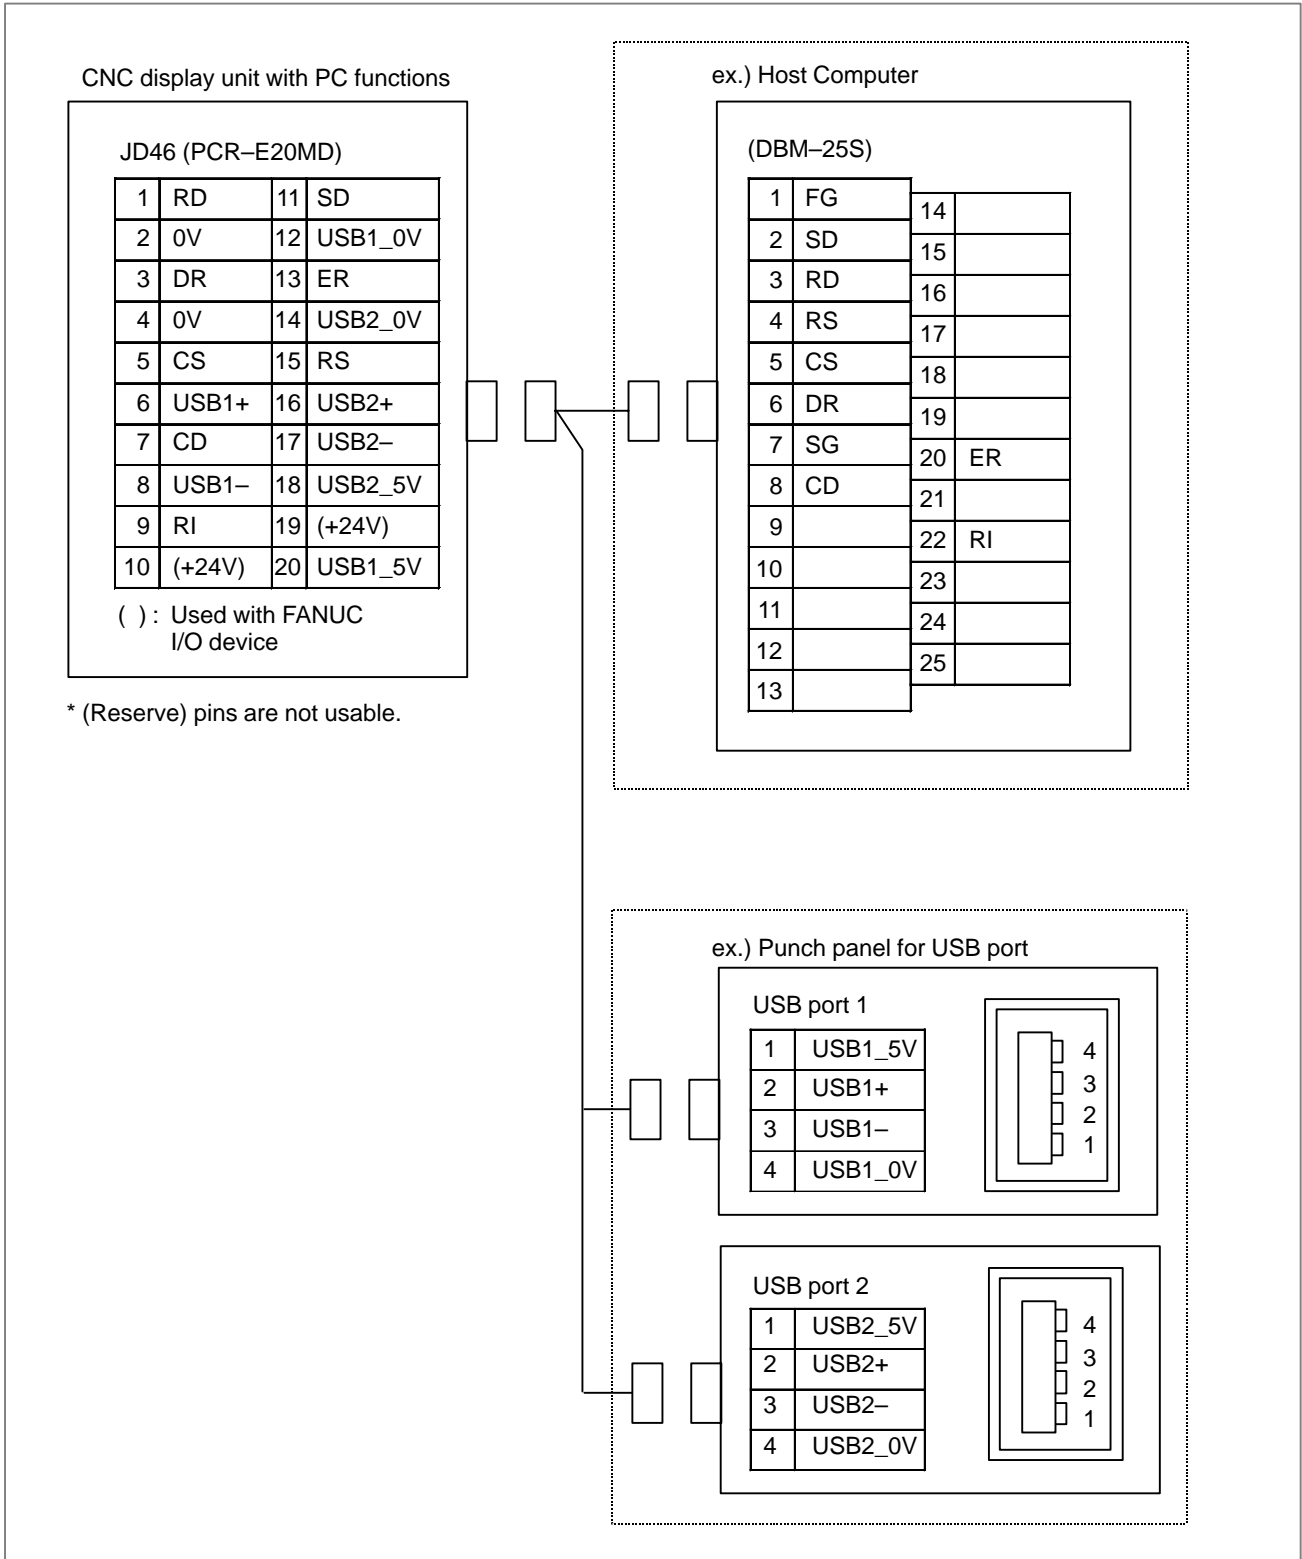 CNC display unit with PC functions
JD46 (PCR–E20MD)
1 RD 11 SD
2 0V 12 USB1_0V
3 DR 13 ER
4 0V 14 USB2_0V
5 CS 15 RS
6 USB1+ 16 USB2+
7 CD 17 USB2–
8 USB1– 18 USB2_5V
9 RI 19 (+24V)
10 (+24V) 20 USB1_5V
( ) : Used with FANUC
I/O device
* (Reserve) pins are not usable.
ex.) Host Computer
(DBM–25S)
1 FG
2 SD
3 RD
4 RS
5 CS
6 DR
7 SG
8 CD
9
10
11
12
13
14
15
16
17
18
19
20 ER
21
22 RI
23
24
25
ex.) Punch panel for USB port
USB port 1
1 USB1_5V
2 USB1+
3 USB1–
4 USB1_0V
4
3
2
1
USB port 2
1 USB2_5V
2 USB2+
3 USB2–
4 USB2_0V
4
3
2
1